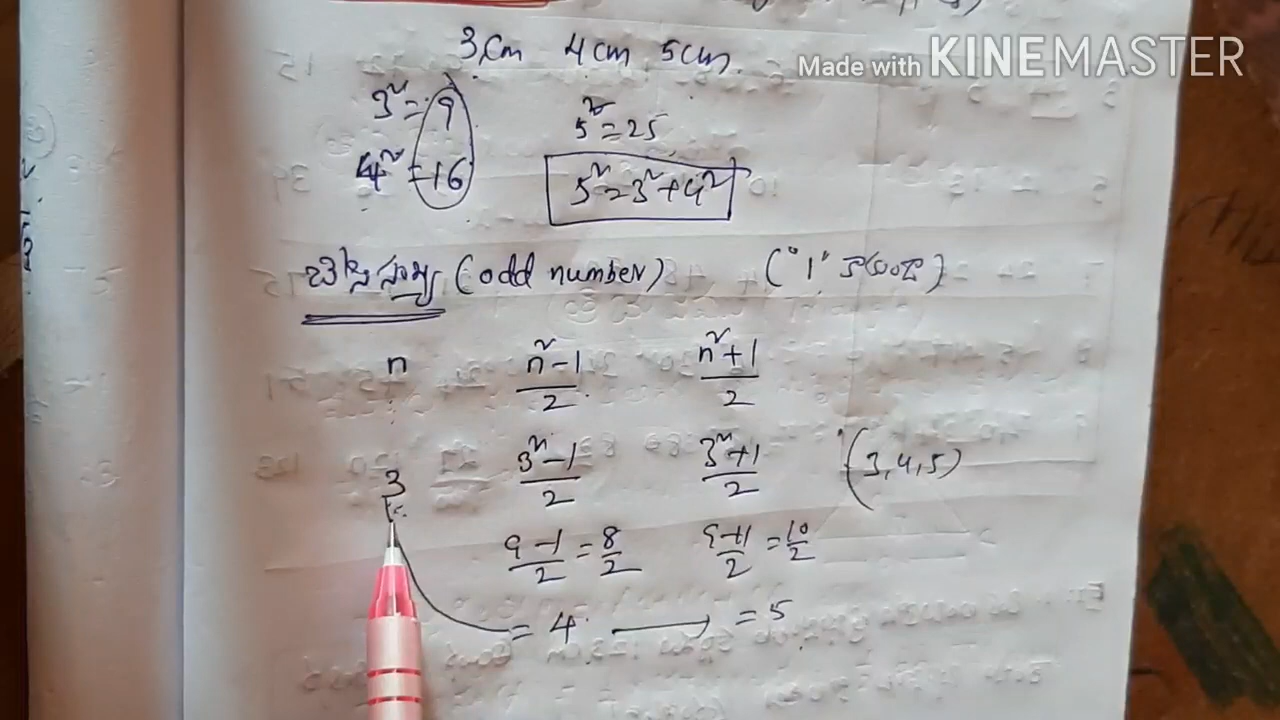 Made with KINEMASTER
3cm 4cm 5cm.
3² = 9
5² = 25
4² = 16
5² = 3² + 4²
(odd number) ("1"
n (n² - 1)/2 (n² + 1)/2
3 (3² - 1)/2 (3² + 1)/2 (3, 4, 5)
(9 - 1)/2 = 8/2 (9 + 1)/2 = 10/2
= 4 = 5